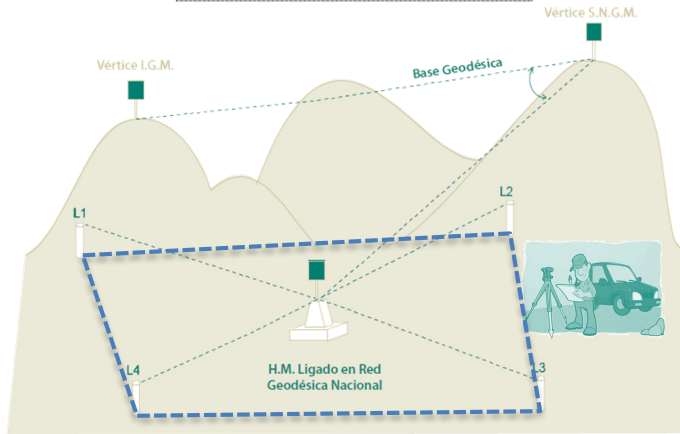 Vértice S.N.G.M.
Vértice I.G.M.
Base Geodésica
L1
L2
L4
L3
H.M. Ligado en Red
Geodésica Nacional